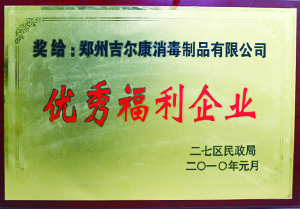 奖给：郑州吉尔康消毒制品有限公司
优秀福利企业
二七区民政局
二〇一〇年元月